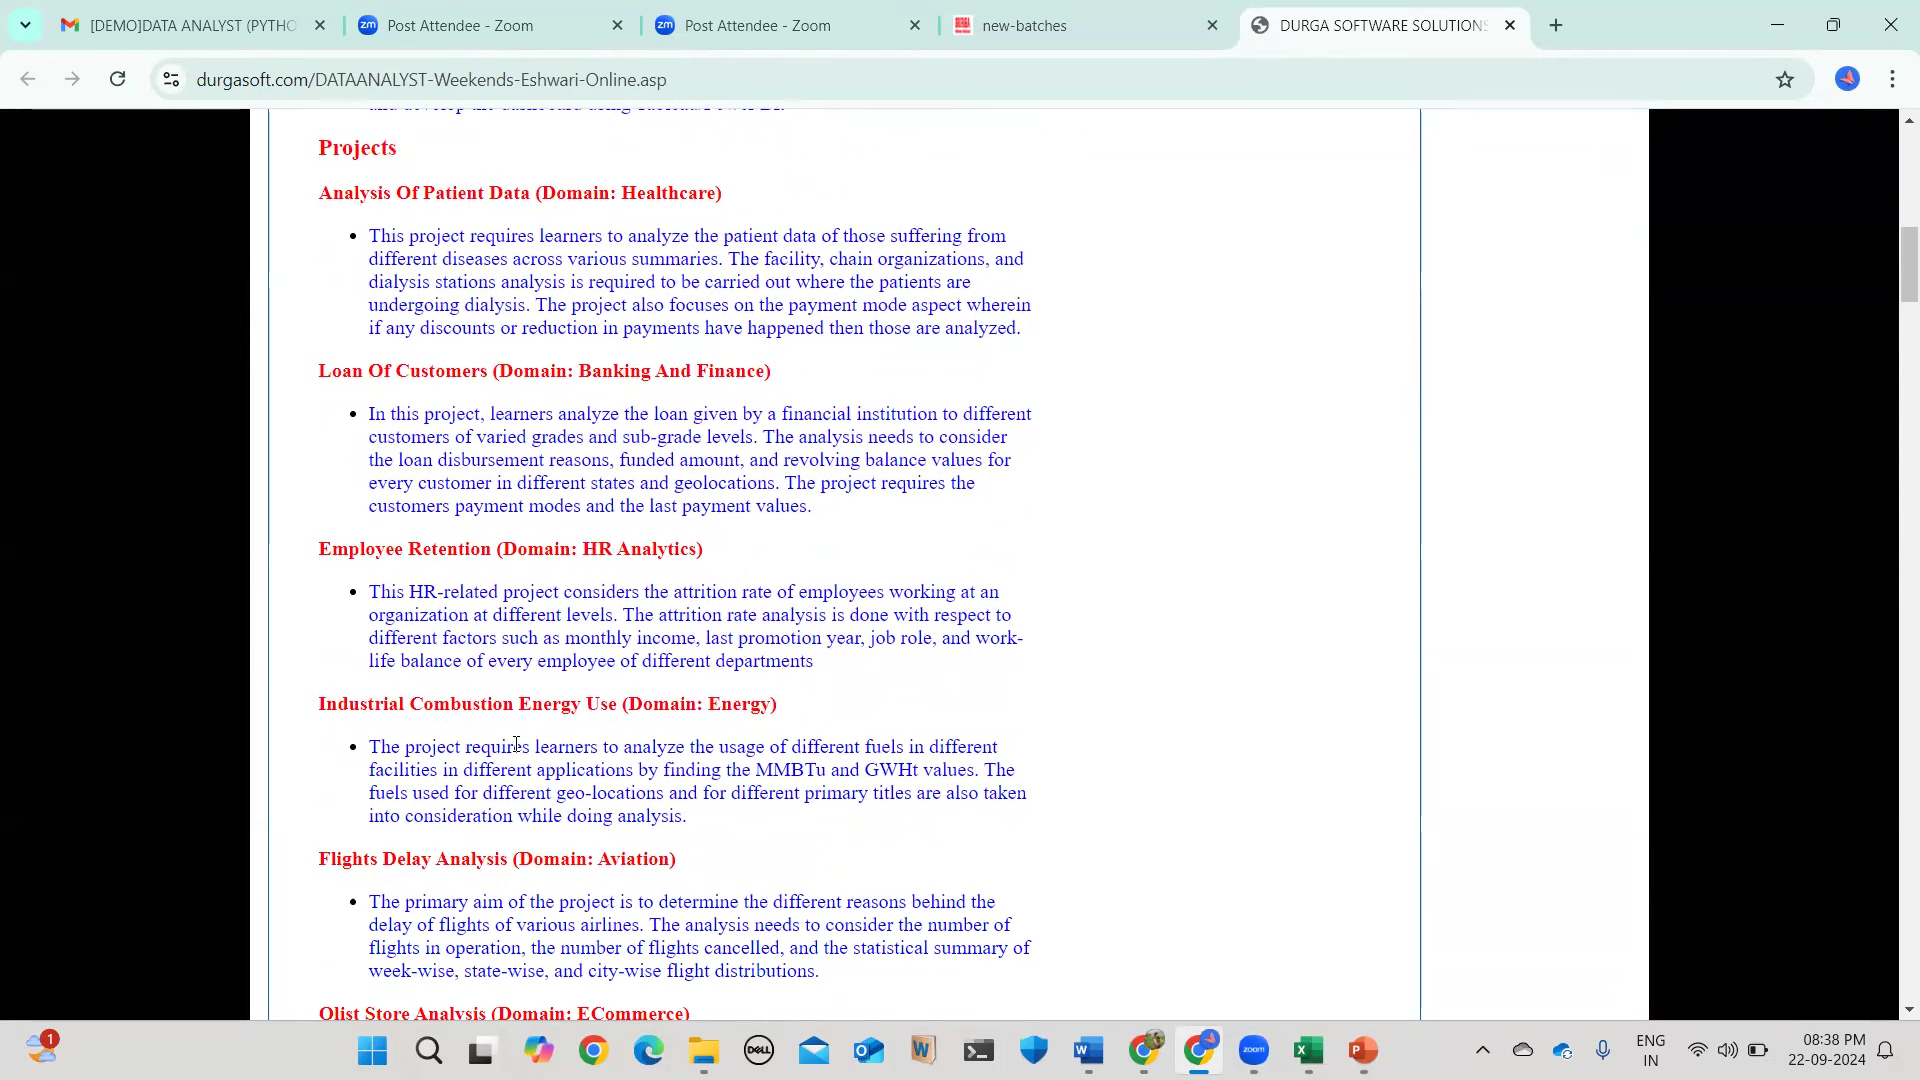 [DEMO]DATA ANALYST (PYTHO
Post Attendee - Zoom
Post Attendee - Zoom
new-batches
DURGA SOFTWARE SOLUTIONS
durgasoft.com/DATAANALYST-Weekends-Eshwari-Online.asp
Projects
Analysis Of Patient Data (Domain: Healthcare)
This project requires learners to analyze the patient data of those suffering from
different diseases across various summaries. The facility, chain organizations, and
dialysis stations analysis is required to be carried out where the patients are
undergoing dialysis. The project also focuses on the payment mode aspect wherein
if any discounts or reduction in payments have happened then those are analyzed.
Loan Of Customers (Domain: Banking And Finance)
In this project, learners analyze the loan given by a financial institution to different
customers of varied grades and sub-grade levels. The analysis needs to consider
the loan disbursement reasons, funded amount, and revolving balance values for
every customer in different states and geolocations. The project requires the
customers payment modes and the last payment values.
Employee Retention (Domain: HR Analytics)
This HR-related project considers the attrition rate of employees working at an
organization at different levels. The attrition rate analysis is done with respect to
different factors such as monthly income, last promotion year, job role, and work-
life balance of every employee of different departments
Industrial Combustion Energy Use (Domain: Energy)
The project requires learners to analyze the usage of different fuels in different
facilities in different applications by finding the MMBTu and GWHt values. The
fuels used for different geo-locations and for different primary titles are also taken
into consideration while doing analysis.
Flights Delay Analysis (Domain: Aviation)
The primary aim of the project is to determine the different reasons behind the
delay of flights of various airlines. The analysis needs to consider the number of
flights in operation, the number of flights cancelled, and the statistical summary of
week-wise, state-wise, and city-wise flight distributions.
Olist Store Analysis (Domain: ECommerce)
1
DELL
zoom
ENG
IN
08:38 PM
22-09-2024